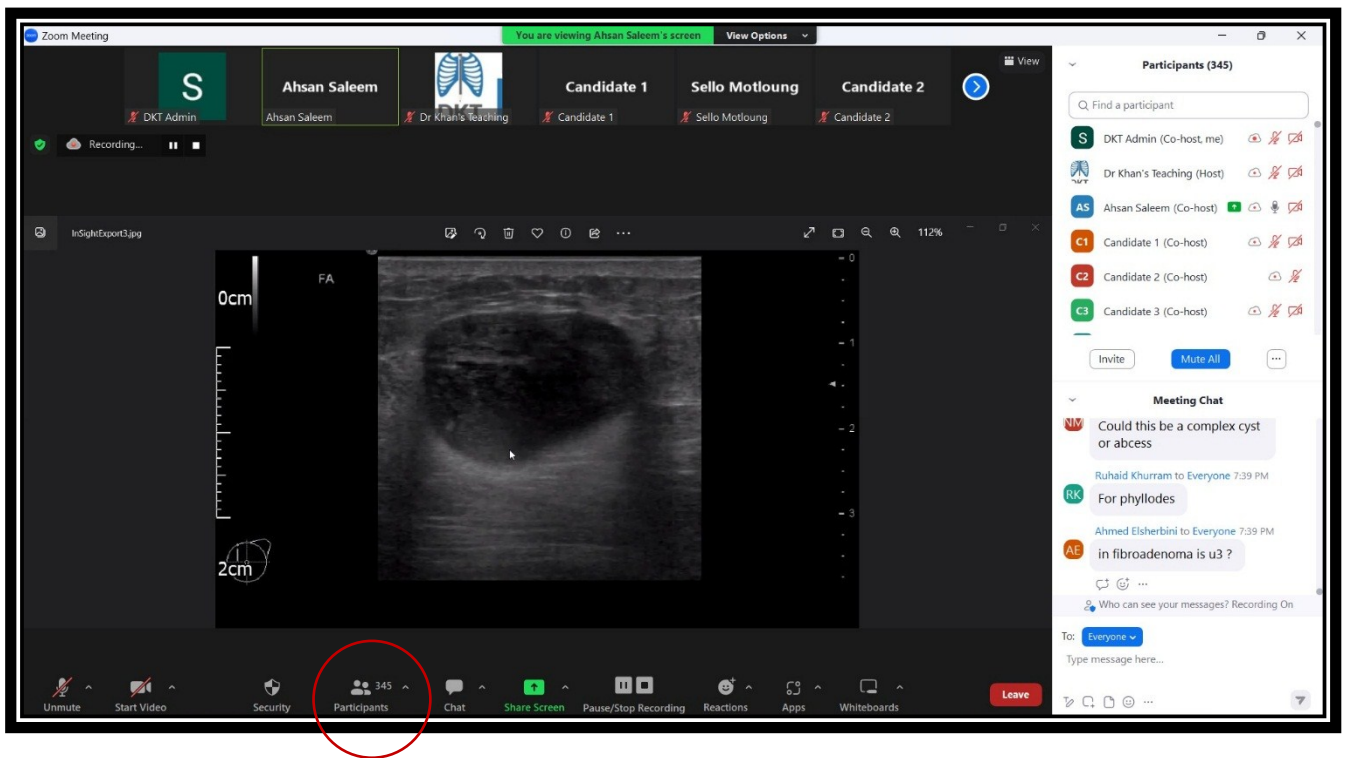 Zoom Meeting
You are viewing Ahsan Saleem's screen
View Options
S
DKT Admin
Ahsan Saleem
Ahsan Saleem
DKT
Dr Khan's Teaching
Candidate 1
Candidate 1
Sello Motloung
Sello Motloung
Candidate 2
Candidate 2
View
Recording...
InSightExport3.jpg
112%
FA
0cm
2cm
0
1
2
3
Participants (345)
Find a participant
S DKT Admin (Co-host, me)
DKT Dr Khan's Teaching (Host)
AS Ahsan Saleem (Co-host)
C1 Candidate 1 (Co-host)
C2 Candidate 2 (Co-host)
C3 Candidate 3 (Co-host)
Invite
Mute All
Meeting Chat
NM Could this be a complex cyst
or abcess
Ruhaid Khurram to Everyone 7:39 PM
RK For phyllodes
Ahmed Elsherbini to Everyone 7:39 PM
AE in fibroadenoma is u3 ?
Who can see your messages? Recording On
To: Everyone
Type message here...
Unmute
Start Video
Security
345
Participants
Chat
Share Screen
Pause/Stop Recording
Reactions
Apps
Whiteboards
Leave